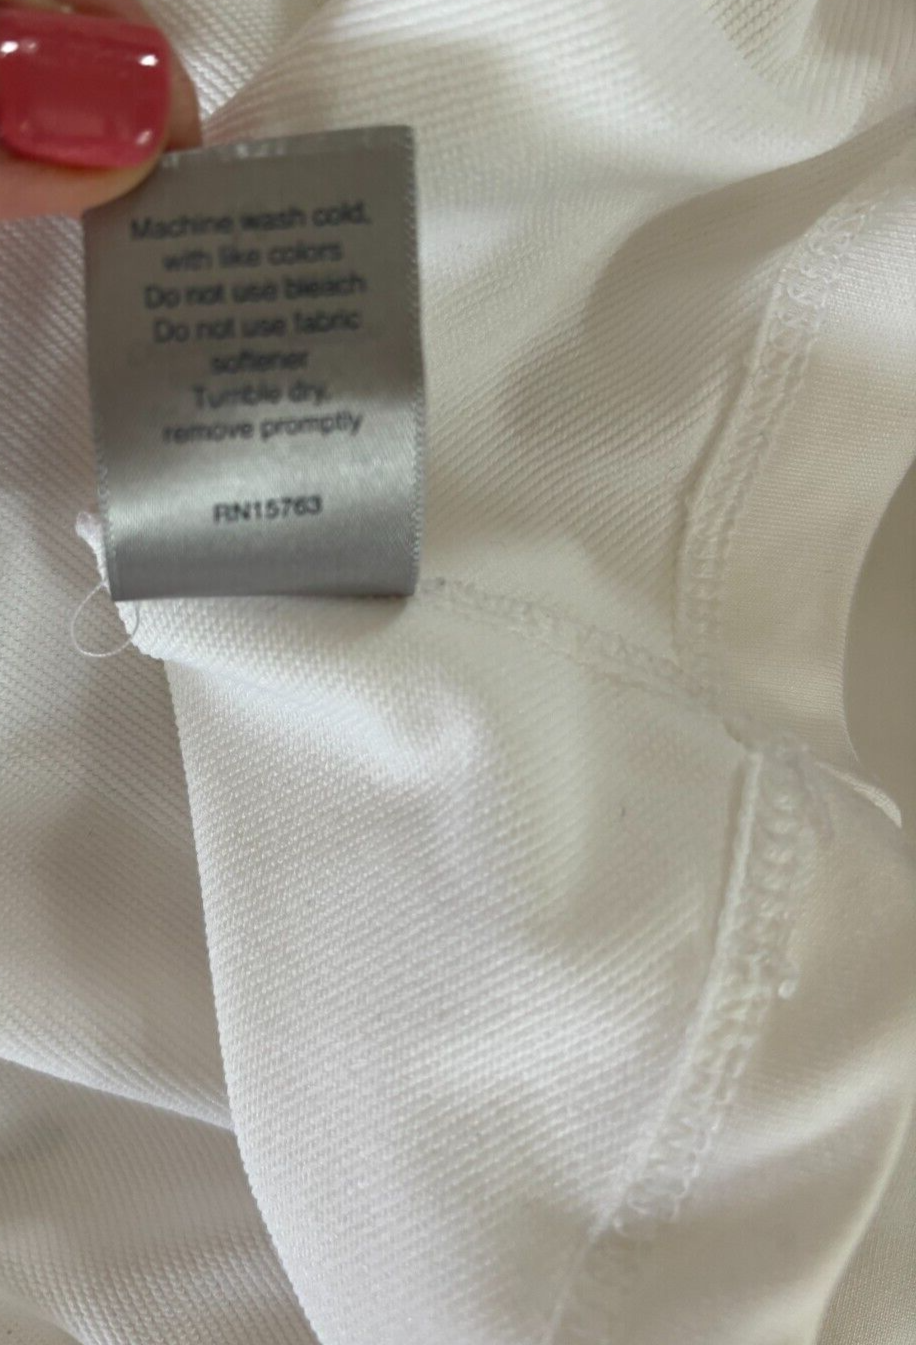 Machine wash cold,
with like colors
Do not use bleach
Do not use fabric
softener
Tumble dry,
remove promptly
RN15763